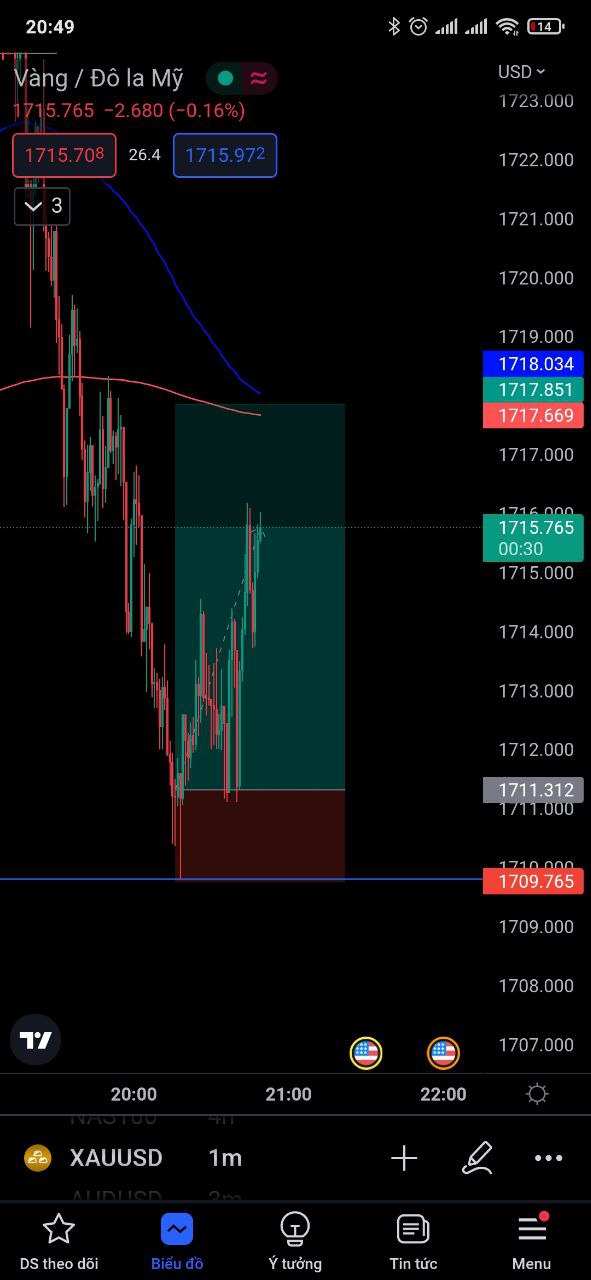 20:49
14
Vàng / Đô la Mỹ
USD
1715.765 −2.680 (−0.16%)
1723.000
1715.708
26.4
1715.972
1722.000
3
1721.000
1720.000
1719.000
1718.034
1717.851
1717.669
1717.000
1716.000
1715.765
00:30
1715.000
1714.000
1713.000
1712.000
1711.312
1711.000
1710.000
1709.765
1709.000
1708.000
1707.000
20:00
21:00
22:00
NAS100 4h
XAUUSD 1m
AUDUSD 3m
DS theo dõi
Biểu đồ
Ý tưởng
Tin tức
Menu